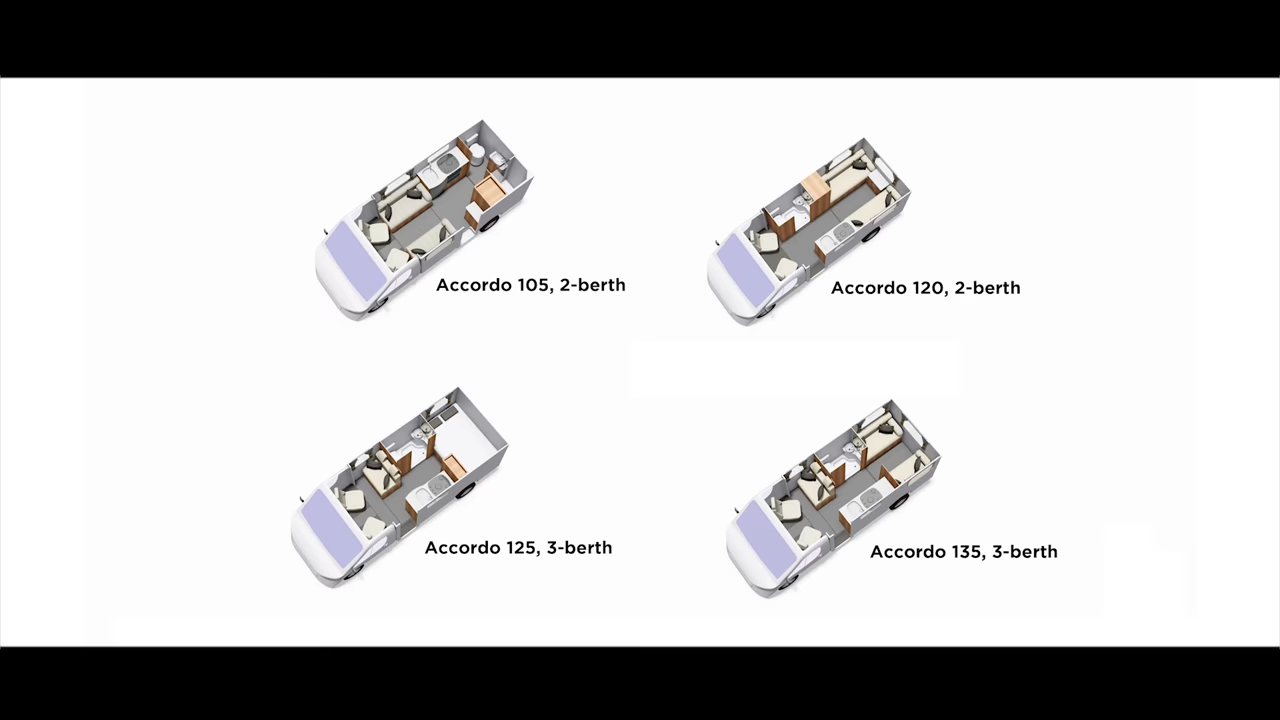 Accordo 105, 2-berth
Accordo 120, 2-berth
Accordo 125, 3-berth
Accordo 135, 3-berth